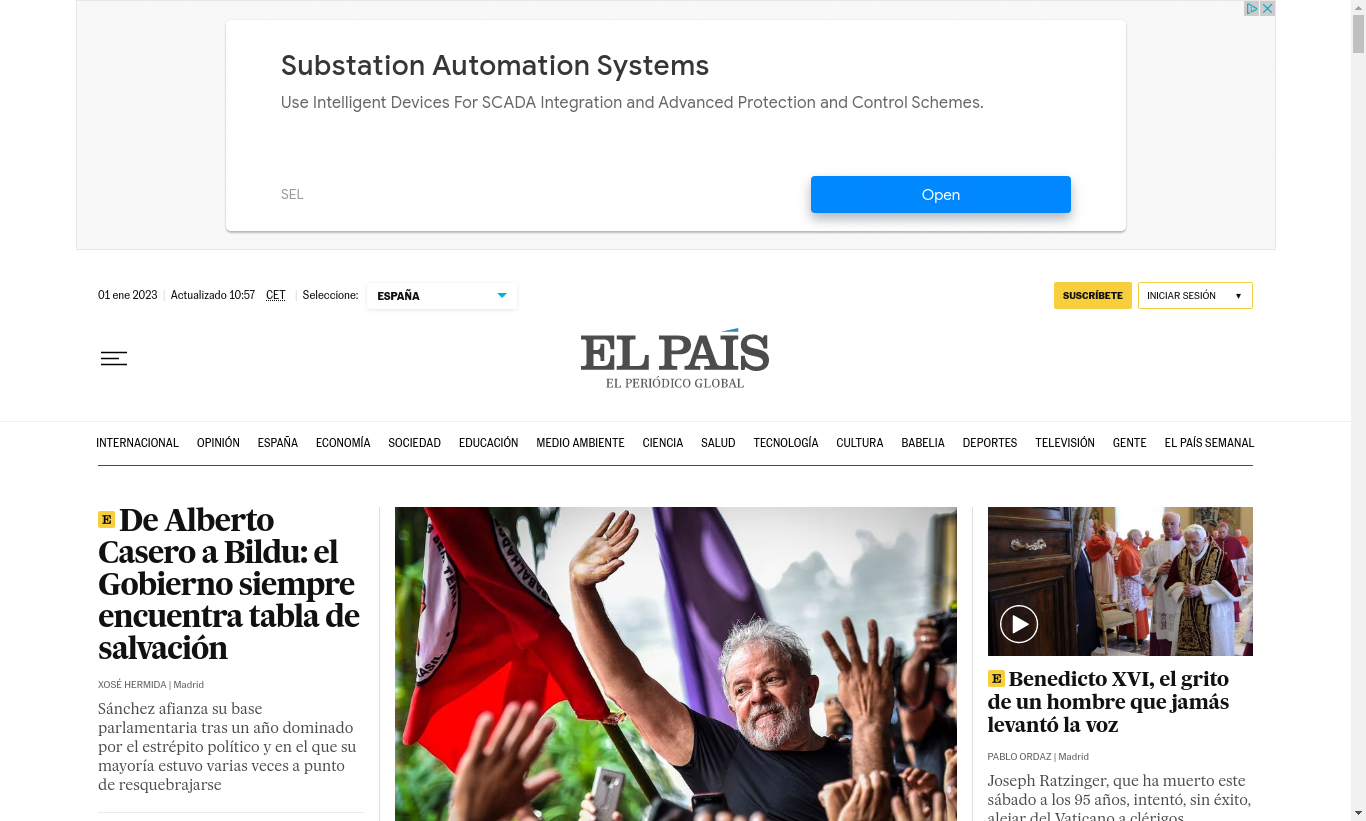 Substation Automation Systems
Use Intelligent Devices For SCADA Integration and Advanced Protection and Control Schemes.
SEL
Open
01 ene 2023 | Actualizado 10:57 CET | Seleccione: ESPAÑA
SUSCRÍBETE
INICIAR SESIÓN
EL PAÍS
EL PERIÓDICO GLOBAL
INTERNACIONAL OPINIÓN ESPAÑA ECONOMÍA SOCIEDAD EDUCACIÓN MEDIO AMBIENTE CIENCIA SALUD TECNOLOGÍA CULTURA BABELIA DEPORTES TELEVISIÓN GENTE EL PAÍS SEMANAL
E De Alberto
Casero a Bildu: el
Gobierno siempre
encuentra tabla de
salvación
XOSÉ HERMIDA | Madrid
Sánchez afianza su base
parlamentaria tras un año dominado
por el estrépito político y en el que su
mayoría estuvo varias veces a punto
de resquebrajarse
E Benedicto XVI, el grito
de un hombre que jamás
levantó la voz
PABLO ORDAZ | Madrid
Joseph Ratzinger, que ha muerto este
sábado a los 95 años, intentó, sin éxito,
alejar del Vaticano a clérigos